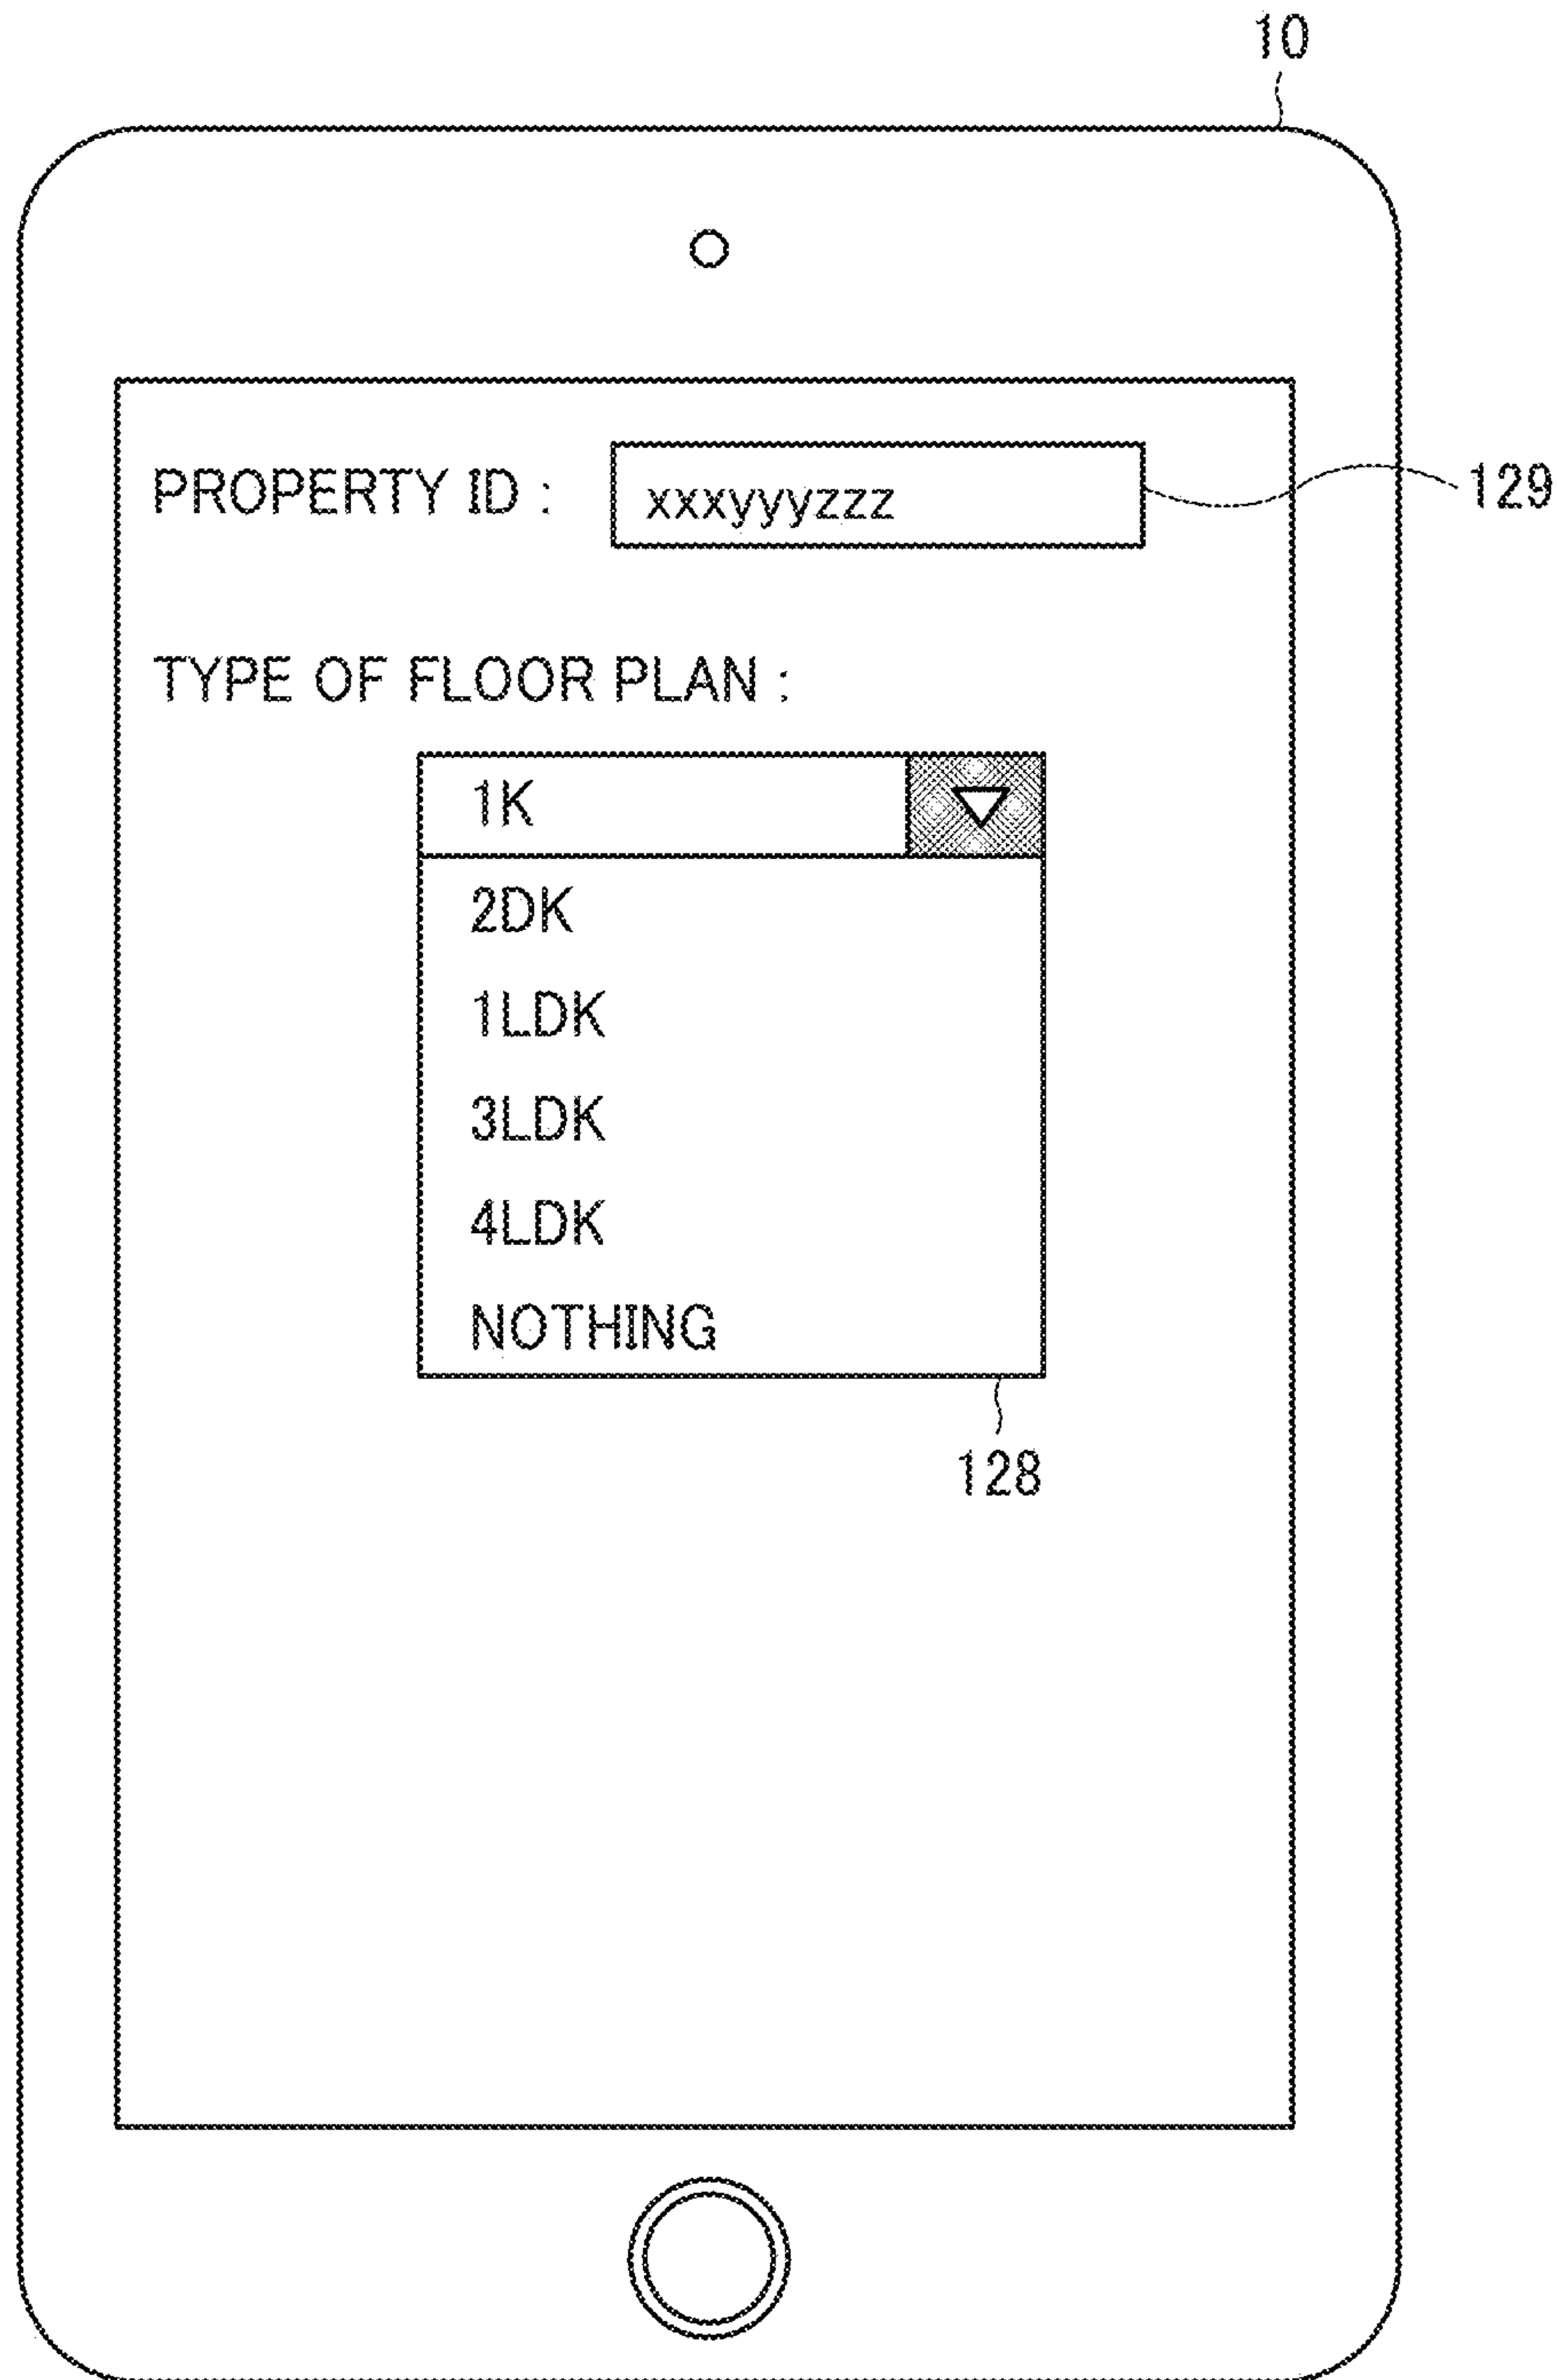 10
PROPERTY ID : xxxyyyzzz
129
TYPE OF FLOOR PLAN :
1K
2DK
1LDK
3LDK
4LDK
NOTHING
128